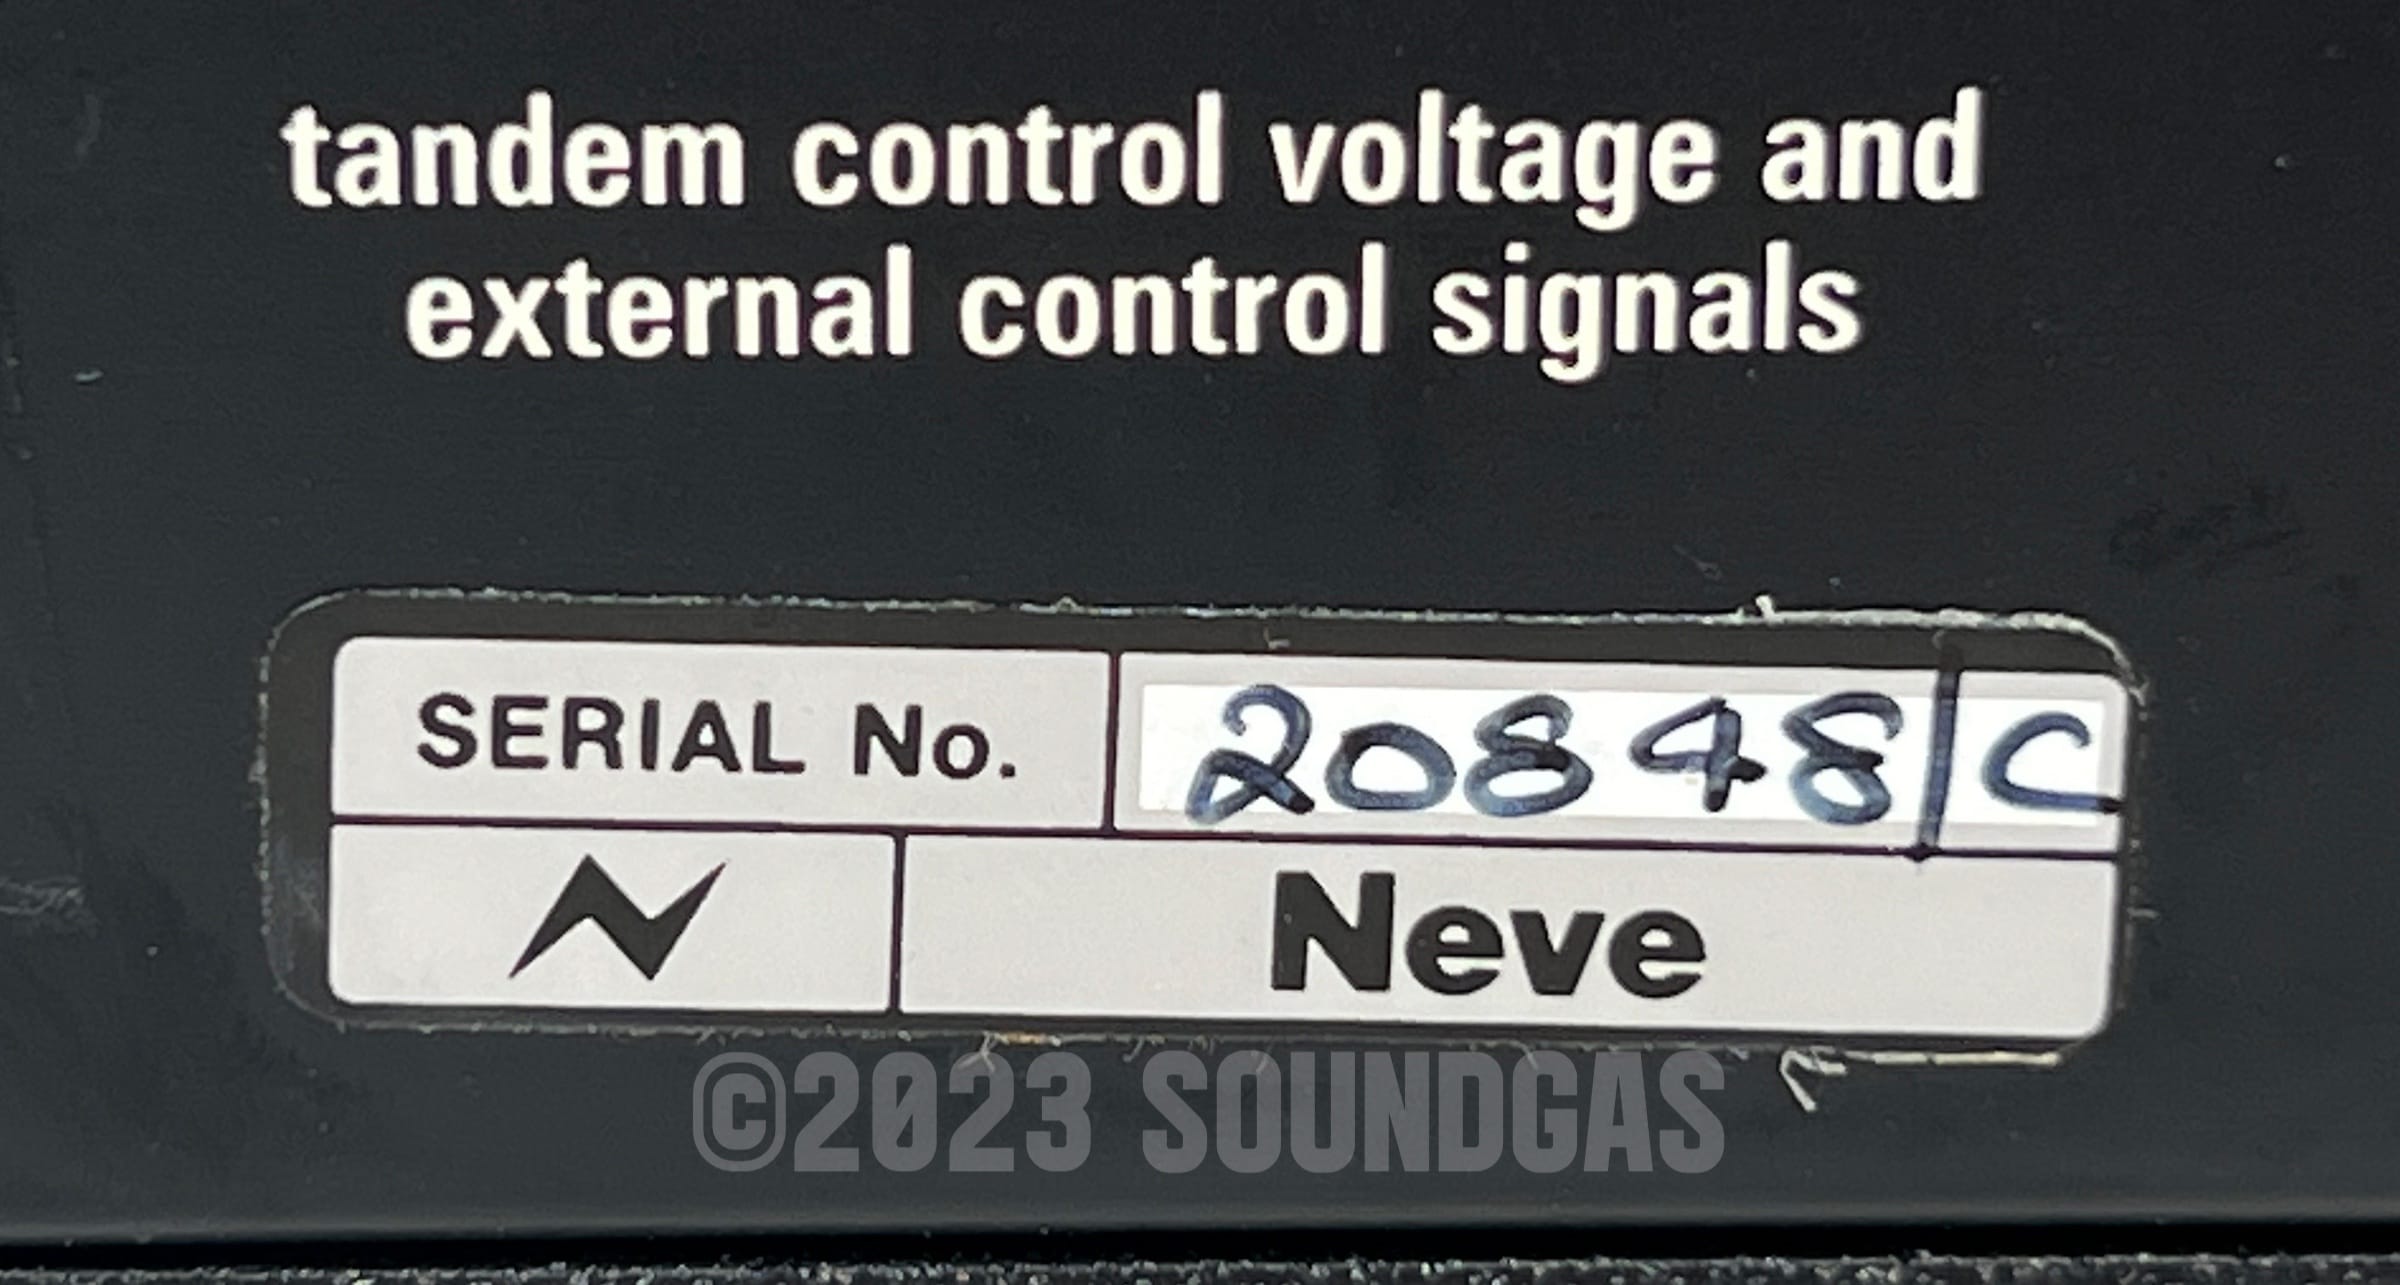 tandem control voltage and
external control signals
SERIAL No. 20848/C
Neve
©2023 SOUNDGAS